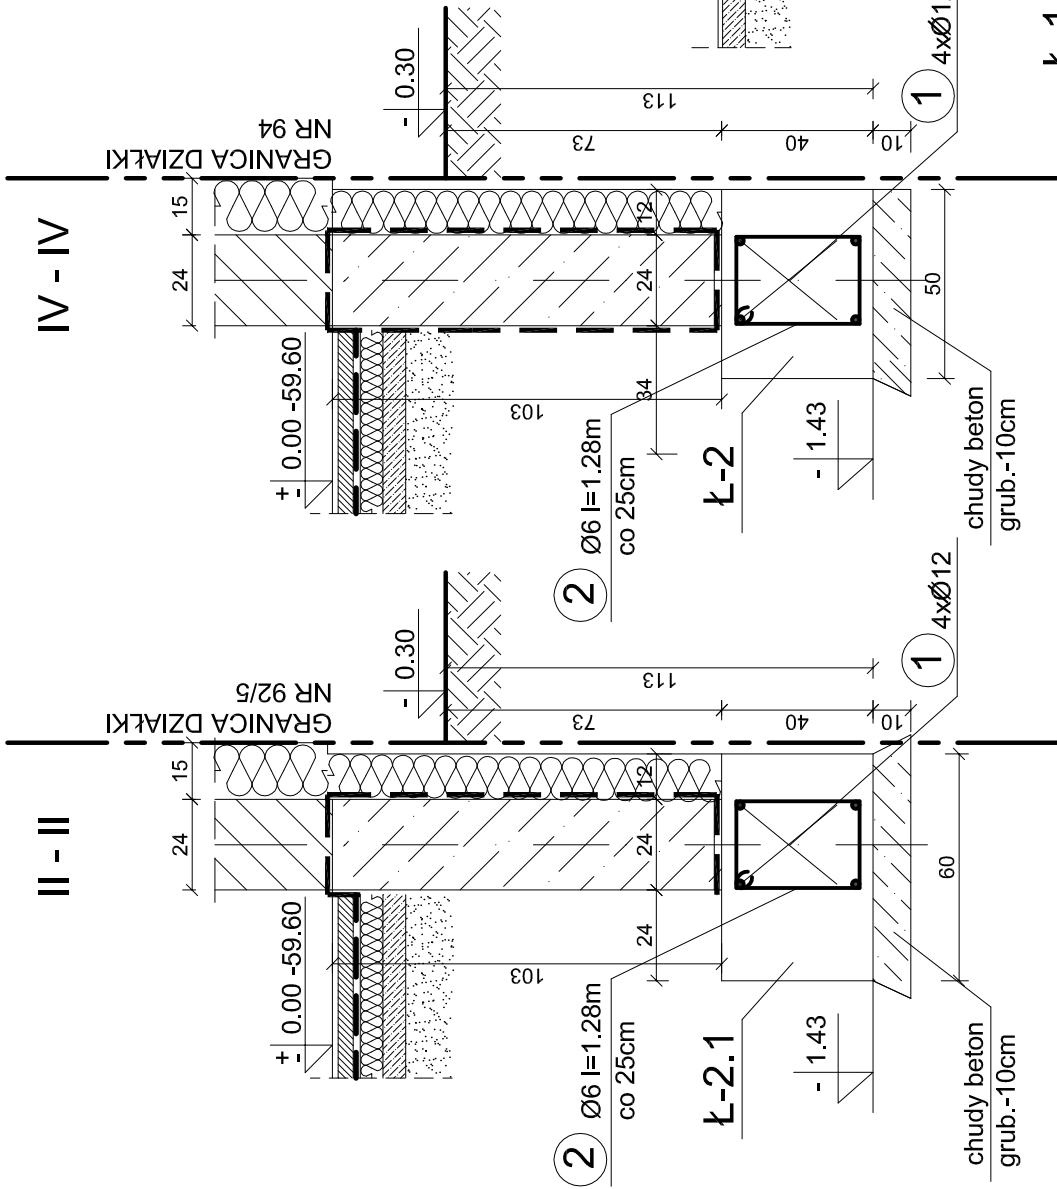 IV - IV
GRANICA DZIAŁKI
NR 94
15
24
- 0.30
+ 0.00 -59.60
-
113
73
40
10
12
24
34
103
50
2
Ø6 l=1.28m
co 25cm
Ł-2
- 1.43
chudy beton
grub.-10cm
1
4xØ1
II - II
GRANICA DZIAŁKI
NR 92/5
15
24
- 0.30
+ 0.00 -59.60
-
113
73
40
10
12
24
24
103
60
2
Ø6 l=1.28m
co 25cm
Ł-2.1
- 1.43
chudy beton
grub.-10cm
1
4xØ12